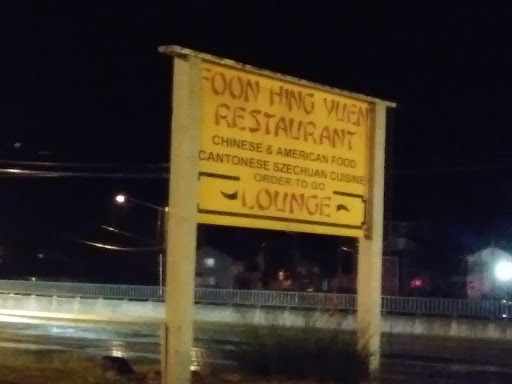 FOON HING YUEN
RESTAURANT
CHINESE & AMERICAN FOOD
CANTONESE SZECHUAN CUISINE
ORDER TO GO
LOUNGE